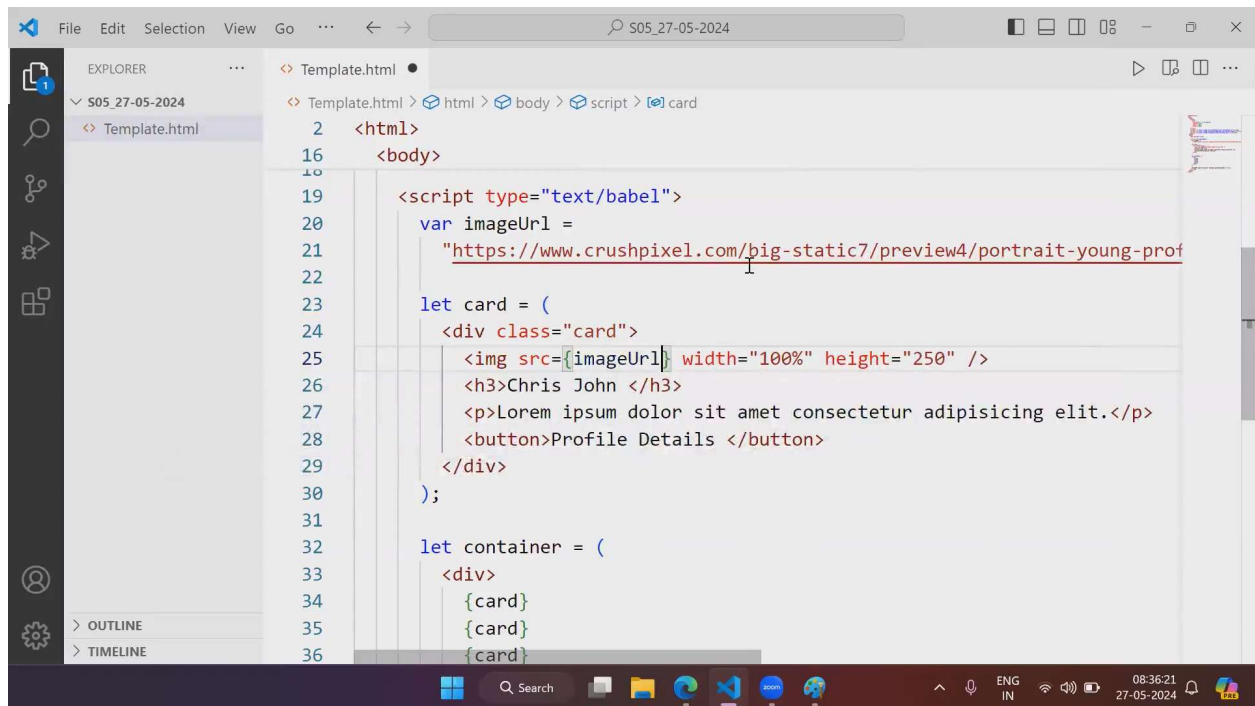 File Edit Selection View Go ··· S05_27-05-2024
EXPLORER ···
S05_27-05-2024
Template.html
OUTLINE
TIMELINE
1
Template.html
Template.html > html > body > script > card
2 <html>
16 <body>
18
19 <script type="text/babel">
20 var imageUrl =
21 "https://www.crushpixel.com/big-static7/preview4/portrait-young-prof
22
23 let card = (
24 <div class="card">
25 <img src={imageUrl} width="100%" height="250" />
26 <h3>Chris John </h3>
27 <p>Lorem ipsum dolor sit amet consectetur adipisicing elit.</p>
28 <button>Profile Details </button>
29 </div>
30 );
31
32 let container = (
33 <div>
34 {card}
35 {card}
36 {card}
Search
zoom
ENG
IN
08:36:21
27-05-2024
PRE